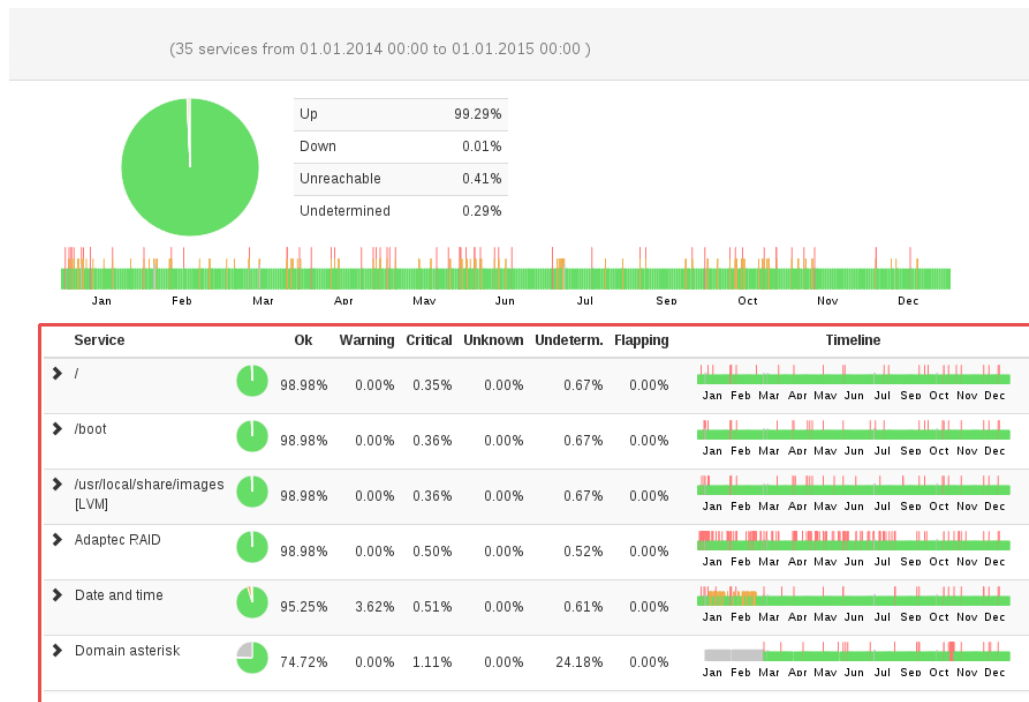 (35 services from 01.01.2014 00:00 to 01.01.2015 00:00 )
Up 99.29%
Down 0.01%
Unreachable 0.41%
Undetermined 0.29%
Jan Feb Mar Apr May Jun Jul Sep Oct Nov Dec
Service Ok Warning Critical Unknown Undeterm. Flapping Timeline
/ 98.98% 0.00% 0.35% 0.00% 0.67% 0.00%
Jan Feb Mar Apr May Jun Jul Sep Oct Nov Dec
/boot 98.98% 0.00% 0.36% 0.00% 0.67% 0.00%
Jan Feb Mar Apr May Jun Jul Sep Oct Nov Dec
/usr/local/share/images
[LVM] 98.98% 0.00% 0.36% 0.00% 0.67% 0.00%
Jan Feb Mar Apr May Jun Jul Sep Oct Nov Dec
Adaptec RAID 98.98% 0.00% 0.50% 0.00% 0.52% 0.00%
Jan Feb Mar Apr May Jun Jul Sep Oct Nov Dec
Date and time 95.25% 3.62% 0.51% 0.00% 0.61% 0.00%
Jan Feb Mar Apr May Jun Jul Sep Oct Nov Dec
Domain asterisk 74.72% 0.00% 1.11% 0.00% 24.18% 0.00%
Jan Feb Mar Apr May Jun Jul Sep Oct Nov Dec